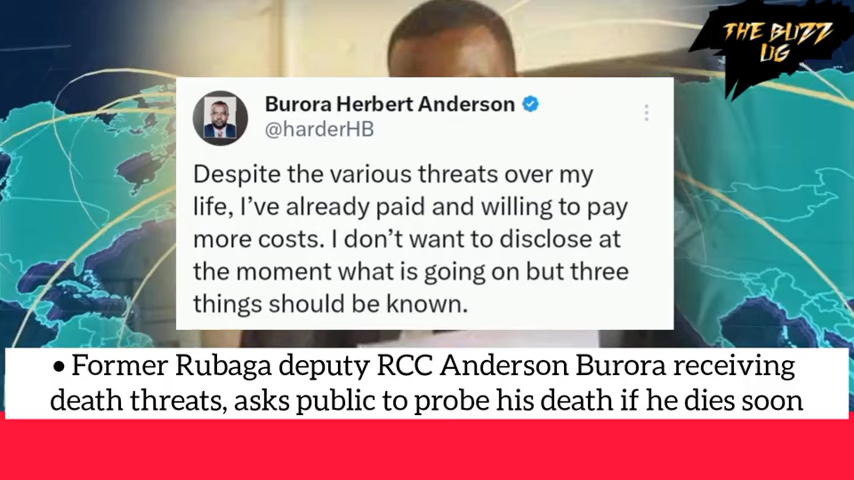 THE BUZZ
UG
Burora Herbert Anderson
@harderHB
Despite the various threats over my
life, I've already paid and willing to pay
more costs. I don't want to disclose at
the moment what is going on but three
things should be known.
• Former Rubaga deputy RCC Anderson Burora receiving
death threats, asks public to probe his death if he dies soon